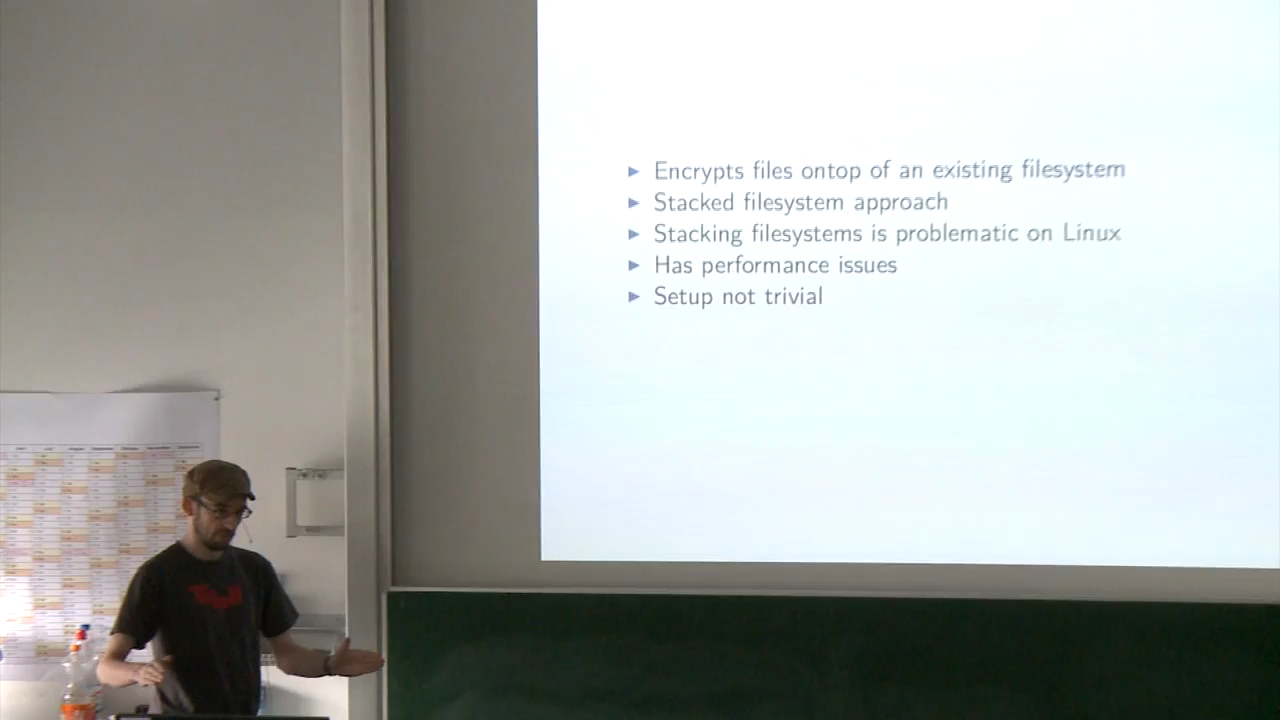 Encrypts files ontop of an existing filesystem
Stacked filesystem approach
Stacking filesystems is problematic on Linux
Has performance issues
Setup not trivial